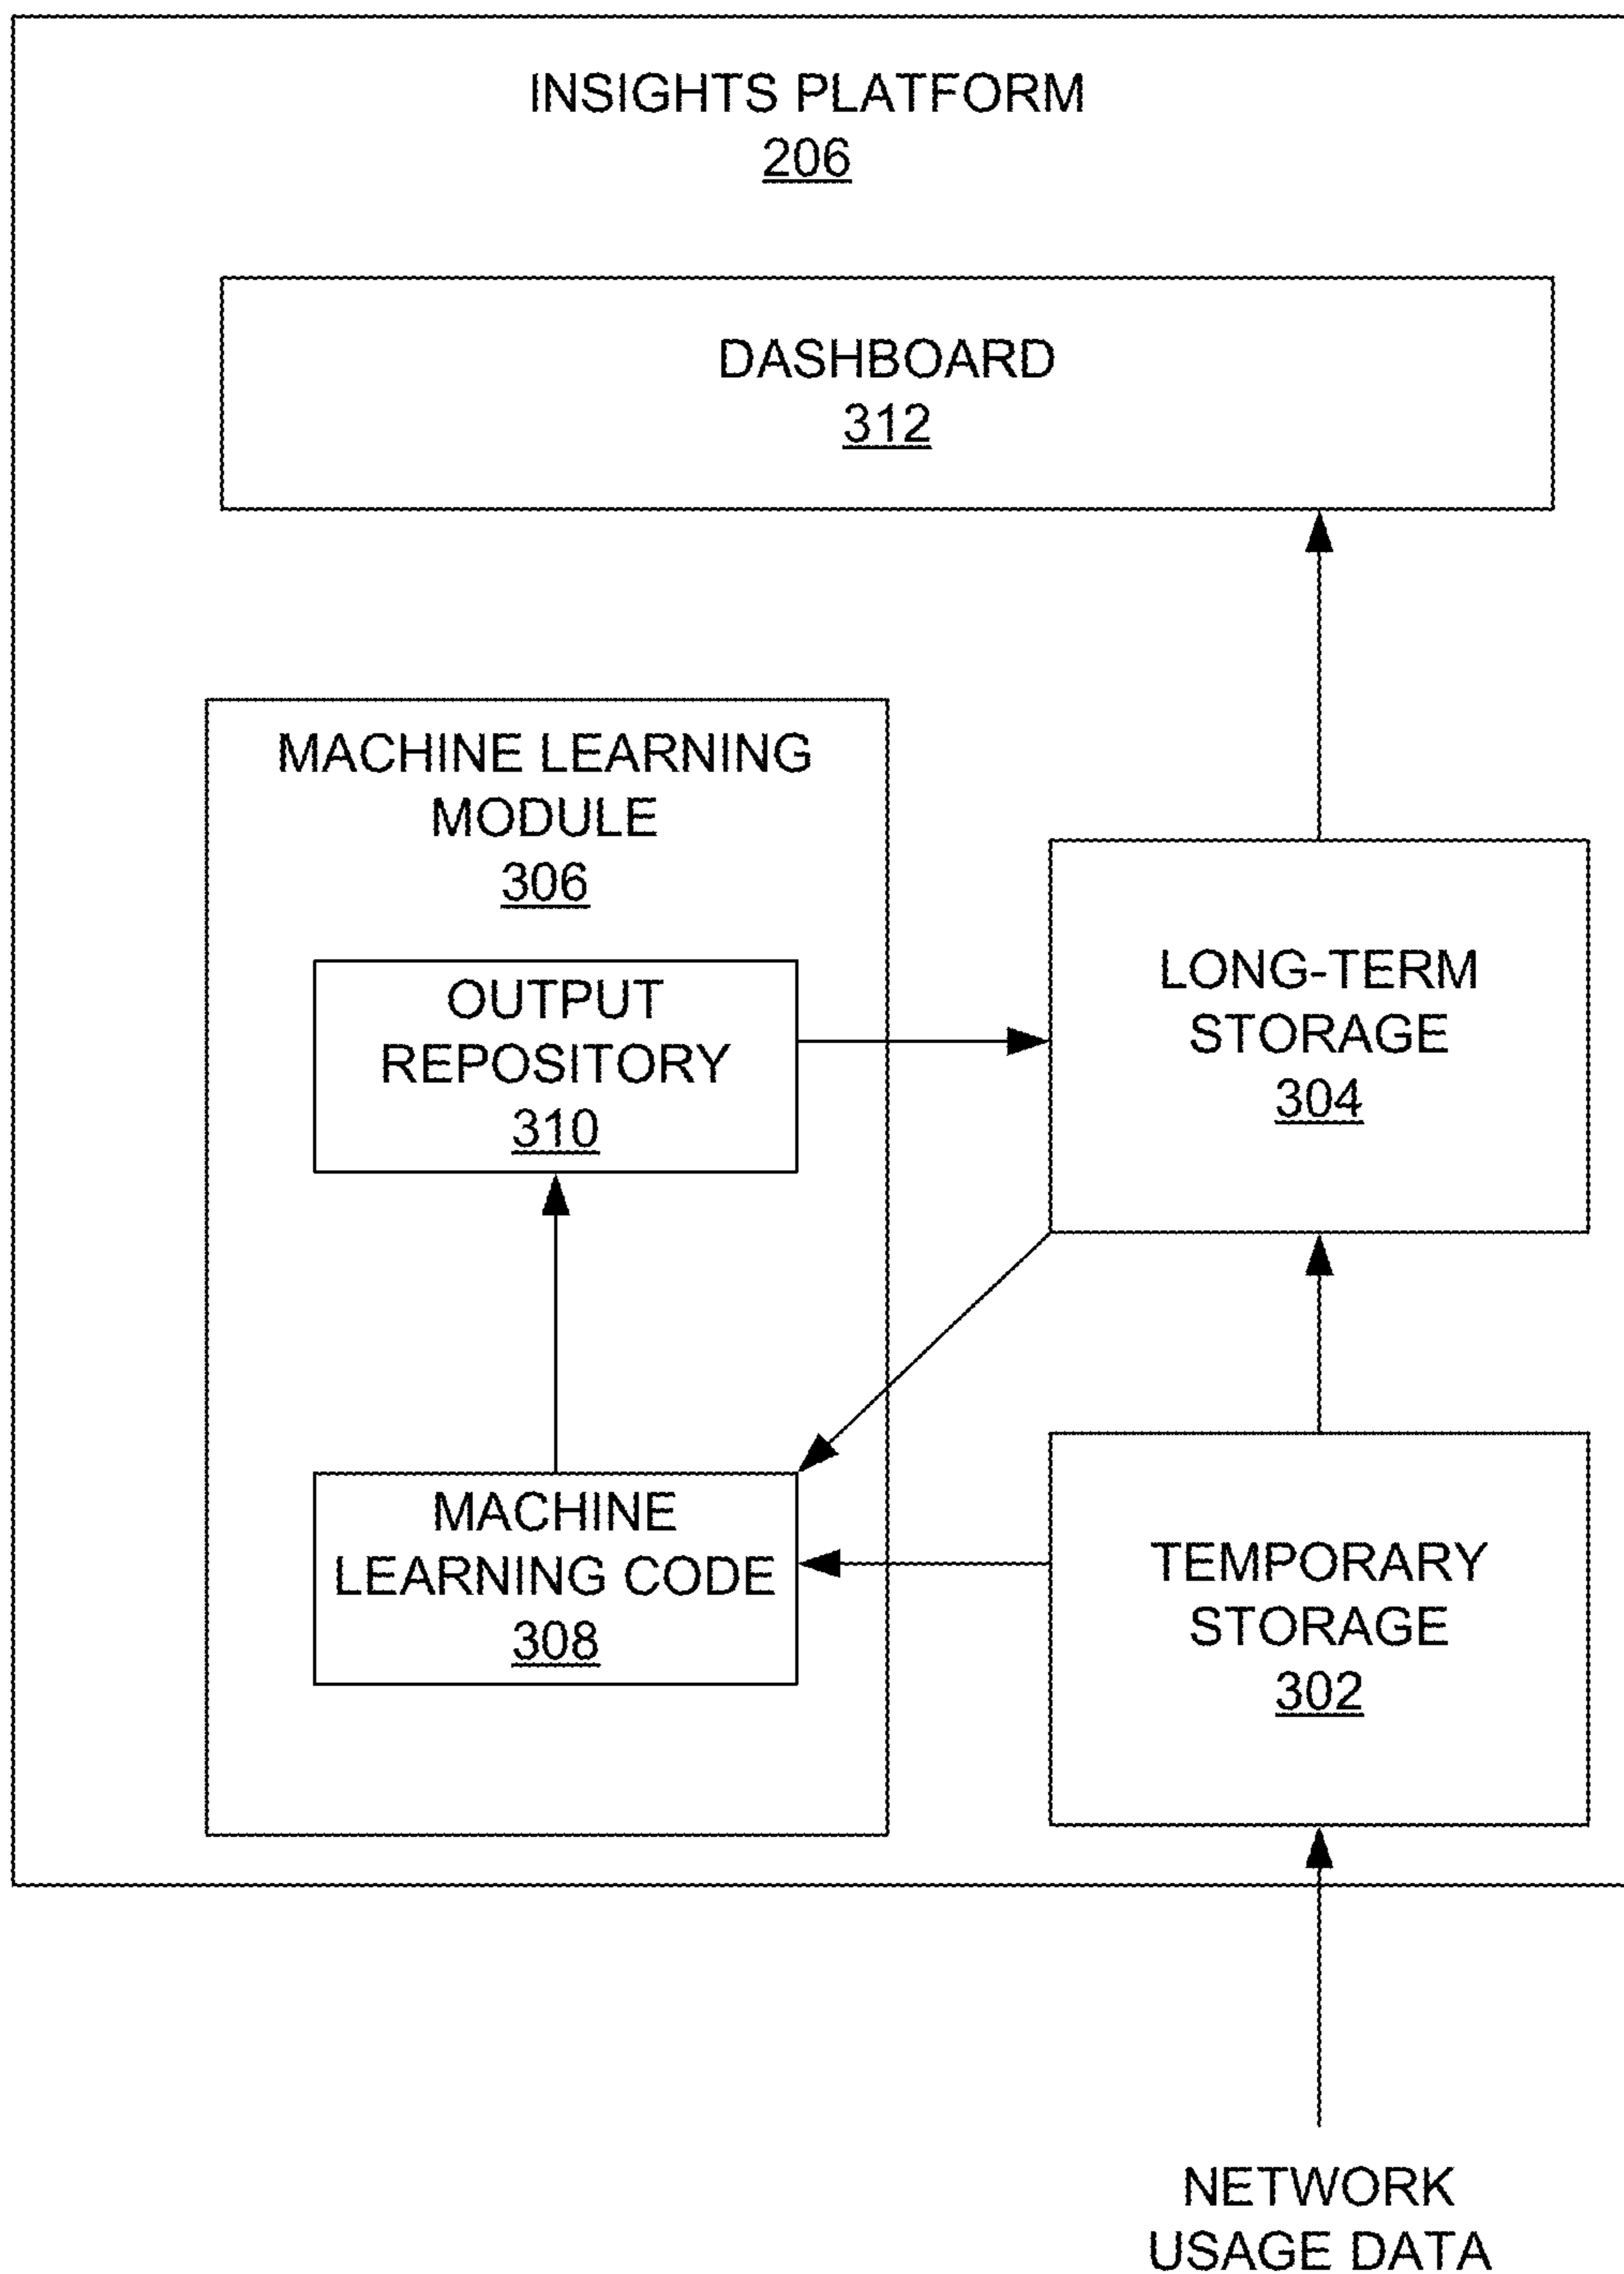 INSIGHTS PLATFORM
206
DASHBOARD
312
MACHINE LEARNING
MODULE
306
OUTPUT
REPOSITORY
310
LONG-TERM
STORAGE
304
MACHINE
LEARNING CODE
308
TEMPORARY
STORAGE
302
NETWORK
USAGE DATA